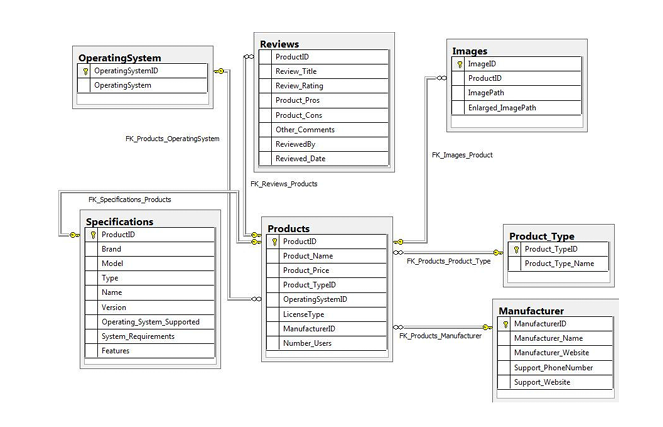 OperatingSystem
OperatingSystemID
OperatingSystem
Reviews
ProductID
Review_Title
Review_Rating
Product_Pros
Product_Cons
Other_Comments
ReviewedBy
Reviewed_Date
Images
ImageID
ProductID
ImagePath
Enlarged_ImagePath
FK_Products_OperatingSystem
FK_Images_Product
FK_Reviews_Products
FK_Specifications_Products
Specifications
ProductID
Brand
Model
Type
Name
Version
Operating_System_Supported
System_Requirements
Features
Products
ProductID
Product_Name
Product_Price
Product_TypeID
OperatingSystemID
LicenseType
ManufacturerID
Number_Users
Product_Type
Product_TypeID
Product_Type_Name
FK_Products_Product_Type
Manufacturer
ManufacturerID
Manufacturer_Name
Manufacturer_Website
Support_PhoneNumber
Support_Website
FK_Products_Manufacturer